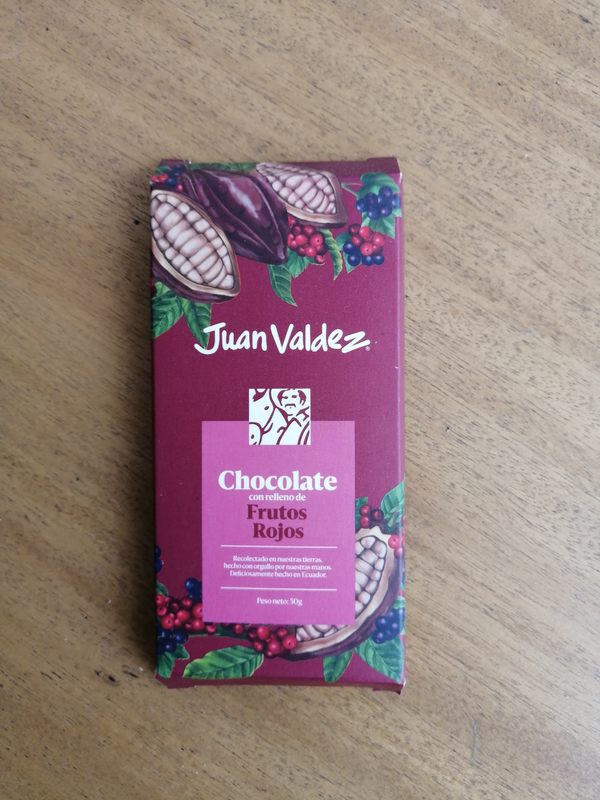 Juan Valdez®
Chocolate
con relleno de
Frutos
Rojos
Recolectado en nuestras tierras,
hecho con orgullo por nuestras manos.
Deliciosamente hecho en Ecuador.
Peso neto: 50g